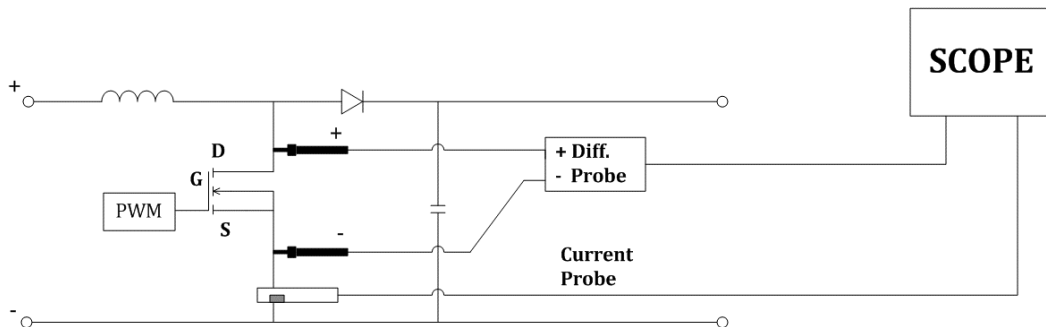 SCOPE
+
+
D
+ Diff.
- Probe
G
PWM
S
-
Current
Probe
-